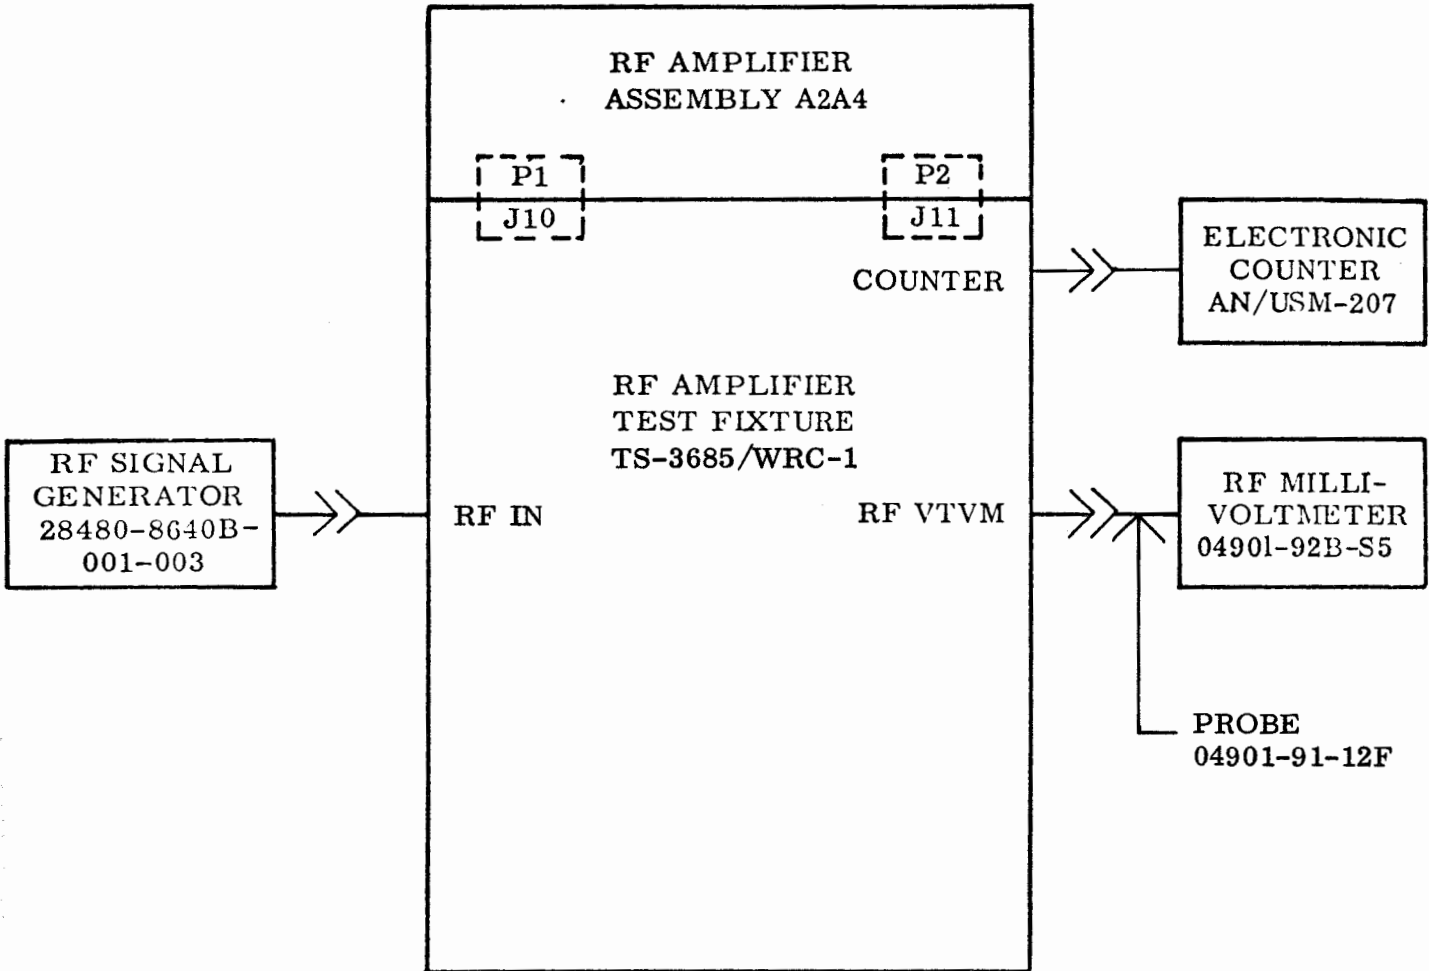 RF AMPLIFIER
ASSEMBLY A2A4
P1
J10
P2
J11
COUNTER
ELECTRONIC
COUNTER
AN/USM-207
RF AMPLIFIER
TEST FIXTURE
TS-3685/WRC-1
RF SIGNAL
GENERATOR
28480-8640B-
001-003
RF IN
RF VTVM
RF MILLI-
VOLTMETER
04901-92B-S5
PROBE
04901-91-12F